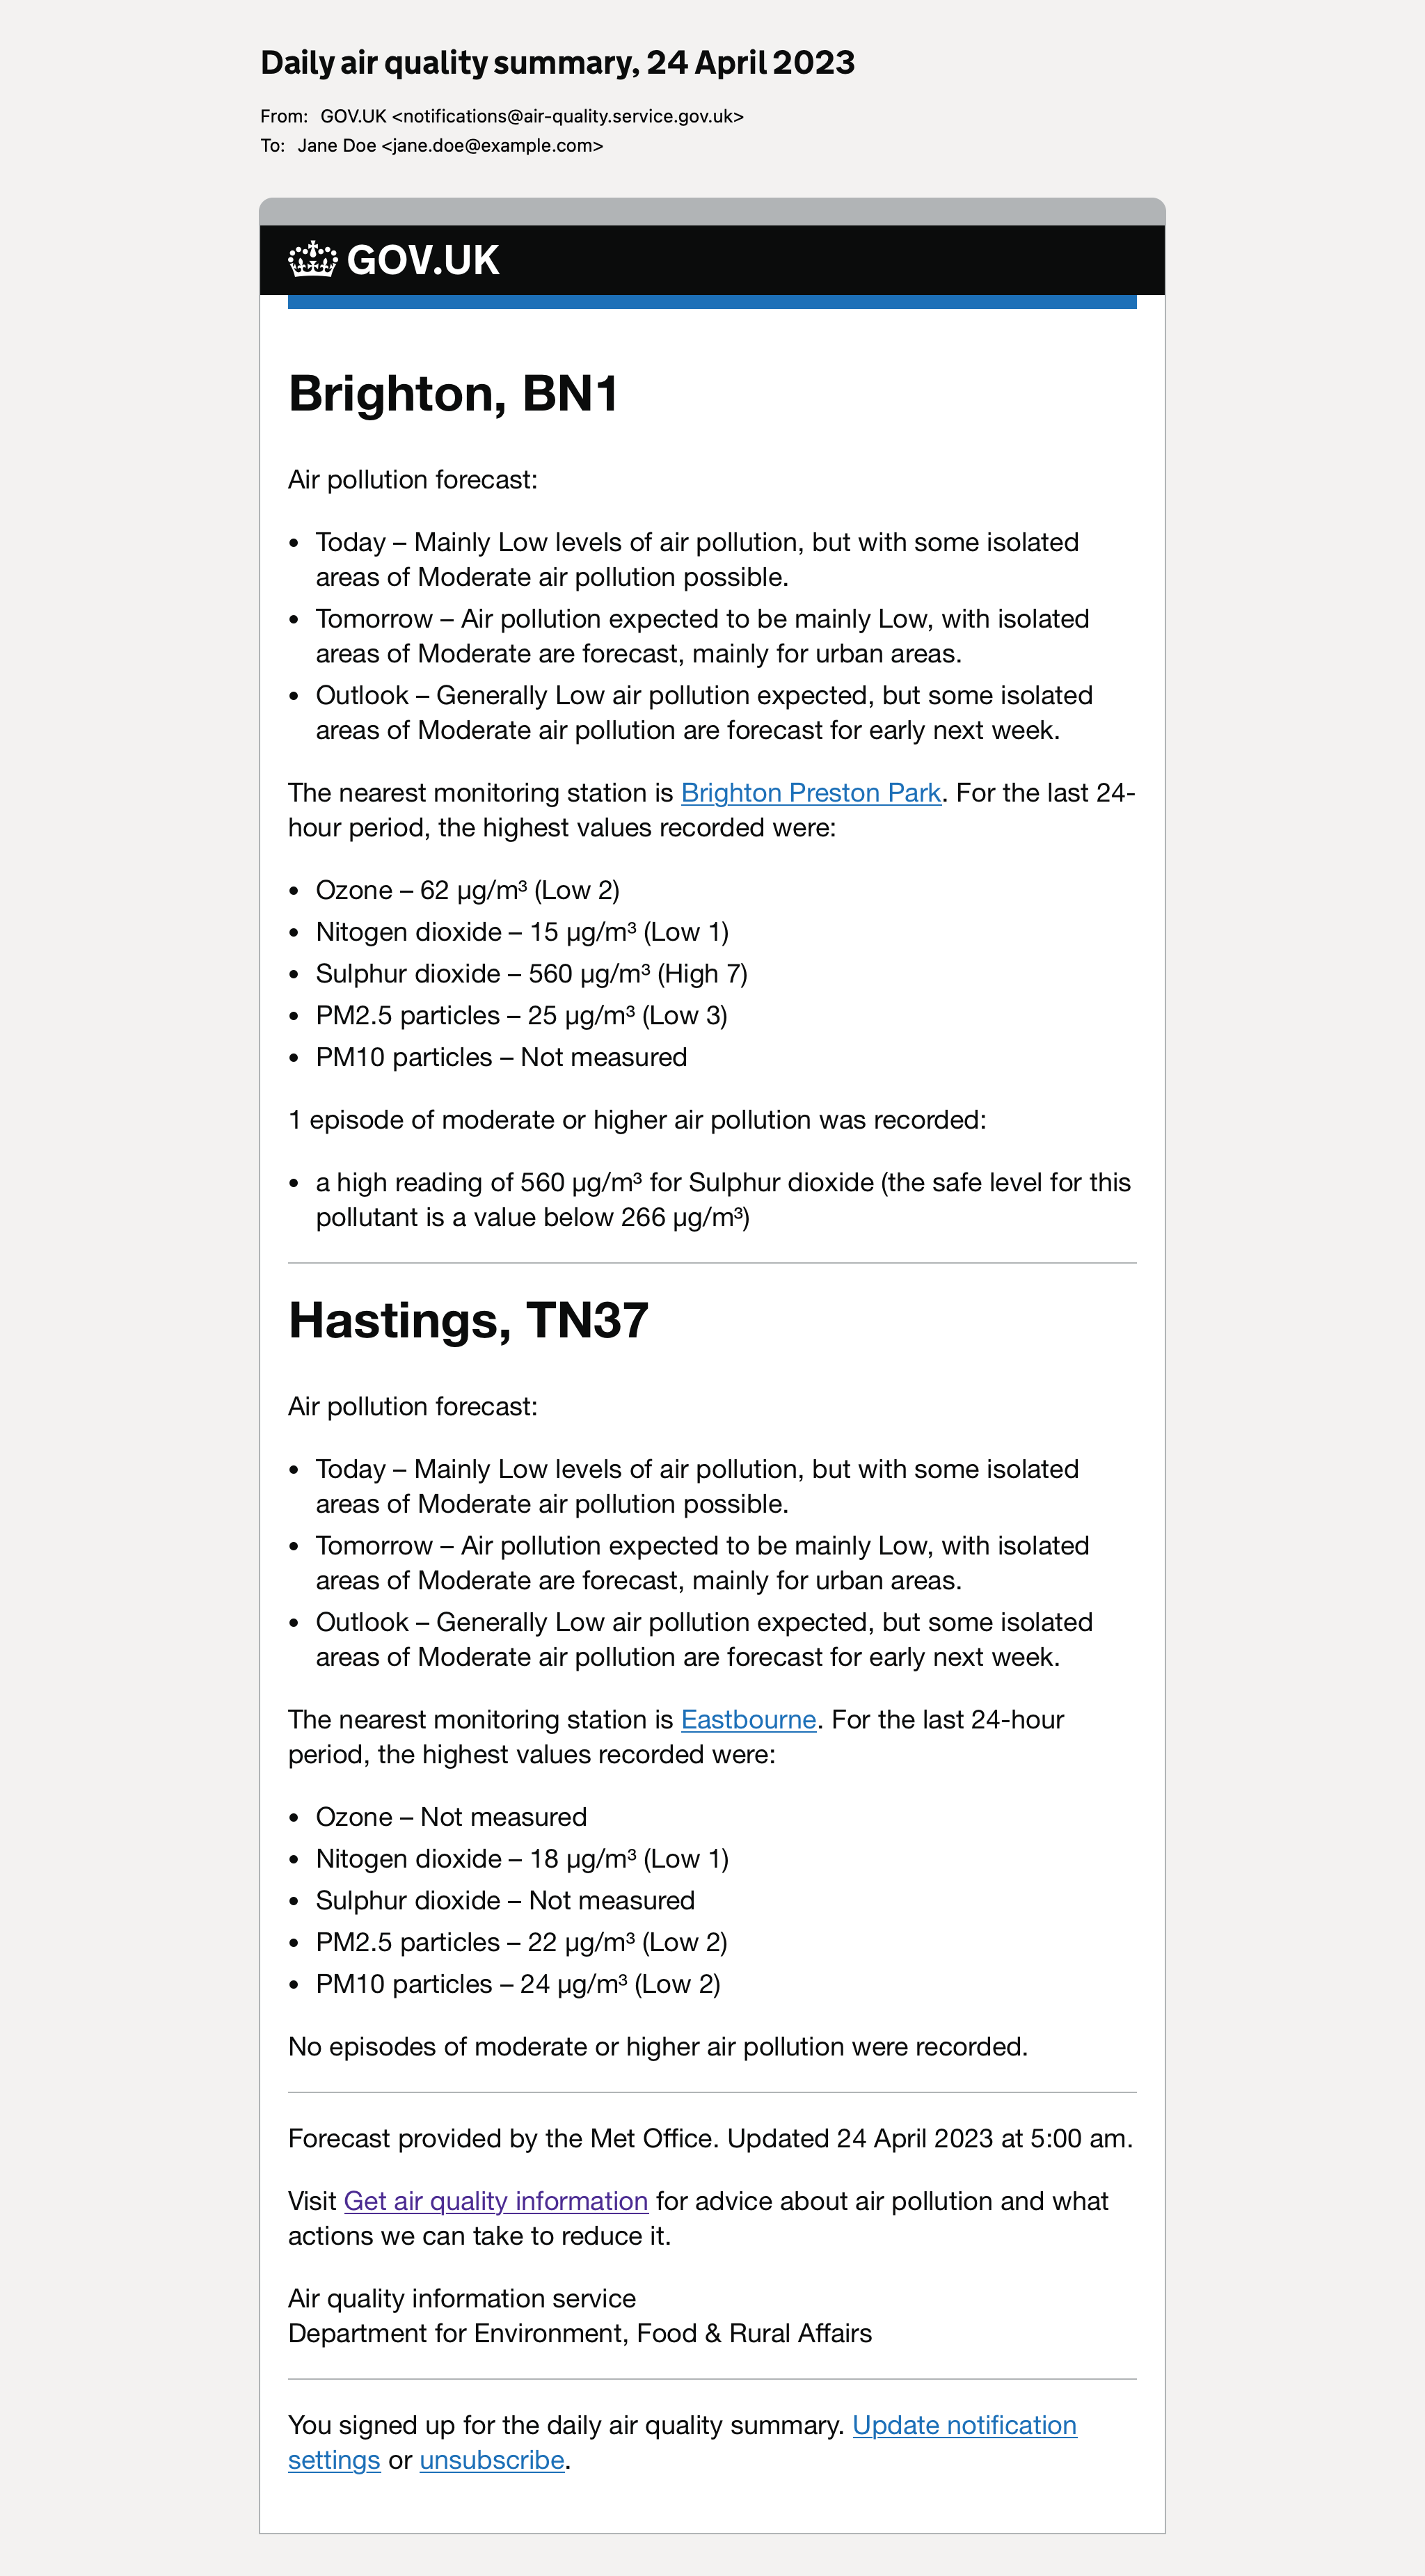 Daily air quality summary, 24 April 2023
From: GOV.UK <notifications@air-quality.service.gov.uk>
To: Jane Doe <jane.doe@example.com>
GOV.UK
Brighton, BN1
Air pollution forecast:
• Today – Mainly Low levels of air pollution, but with some isolated
areas of Moderate air pollution possible.
• Tomorrow – Air pollution expected to be mainly Low, with isolated
areas of Moderate are forecast, mainly for urban areas.
• Outlook – Generally Low air pollution expected, but some isolated
areas of Moderate air pollution are forecast for early next week.
The nearest monitoring station is Brighton Preston Park. For the last 24-
hour period, the highest values recorded were:
• Ozone – 62 μg/m³ (Low 2)
• Nitogen dioxide – 15 μg/m³ (Low 1)
• Sulphur dioxide – 560 μg/m³ (High 7)
• PM2.5 particles – 25 μg/m³ (Low 3)
• PM10 particles – Not measured
1 episode of moderate or higher air pollution was recorded:
• a high reading of 560 μg/m³ for Sulphur dioxide (the safe level for this
pollutant is a value below 266 μg/m³)
Hastings, TN37
Air pollution forecast:
• Today – Mainly Low levels of air pollution, but with some isolated
areas of Moderate air pollution possible.
• Tomorrow – Air pollution expected to be mainly Low, with isolated
areas of Moderate are forecast, mainly for urban areas.
• Outlook – Generally Low air pollution expected, but some isolated
areas of Moderate air pollution are forecast for early next week.
The nearest monitoring station is Eastbourne. For the last 24-hour
period, the highest values recorded were:
• Ozone – Not measured
• Nitogen dioxide – 18 μg/m³ (Low 1)
• Sulphur dioxide – Not measured
• PM2.5 particles – 22 μg/m³ (Low 2)
• PM10 particles – 24 μg/m³ (Low 2)
No episodes of moderate or higher air pollution were recorded.
Forecast provided by the Met Office. Updated 24 April 2023 at 5:00 am.
Visit Get air quality information for advice about air pollution and what
actions we can take to reduce it.
Air quality information service
Department for Environment, Food & Rural Affairs
You signed up for the daily air quality summary. Update notification
settings or unsubscribe.